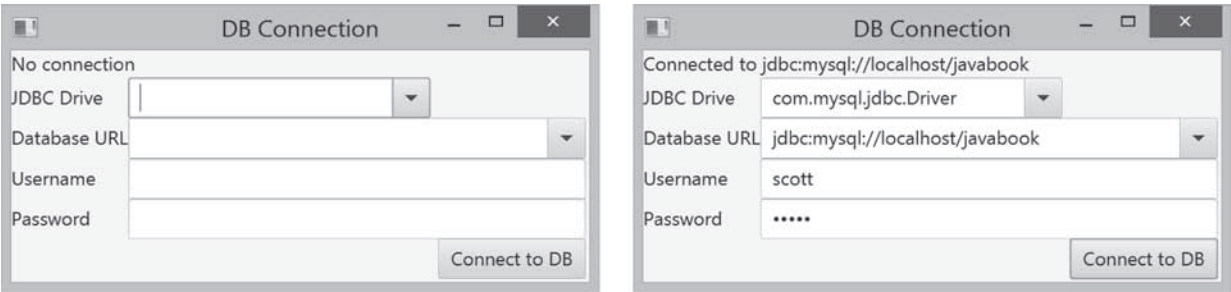 DB Connection
No connection
JDBC Drive
Database URL
Username
Password
Connect to DB
DB Connection
Connected to jdbc:mysql://localhost/javabook
JDBC Drive com.mysql.jdbc.Driver
Database URL jdbc:mysql://localhost/javabook
Username scott
Password •••••
Connect to DB